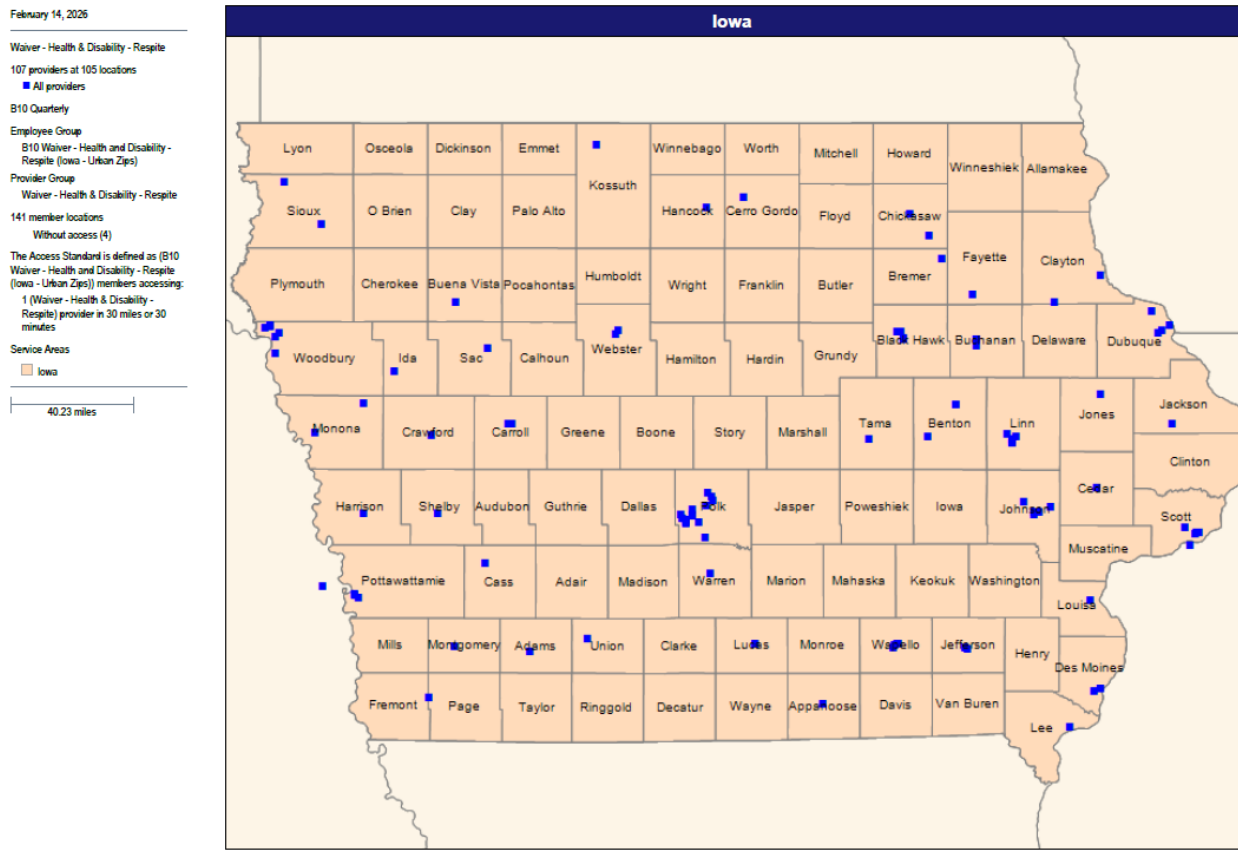 February 14, 2026
Waiver - Health & Disability - Respite
107 providers at 105 locations
All providers
B10 Quarterly
Employee Group
B10 Waiver - Health and Disability -
Respite (Iowa - Urban Zips)
Provider Group
Waiver - Health & Disability - Respite
141 member locations
Without access (4)
The Access Standard is defined as (B10
Waiver - Health and Disability - Respite
(Iowa - Urban Zips)) members accessing:
1 (Waiver - Health & Disability -
Respite) provider in 30 miles or 30
minutes
Service Areas
Iowa
40.23 miles
Iowa
Lyon Osceola Dickinson Emmet Kossuth Winnebago Worth Mitchell Howard Winneshiek Allamakee
Sioux O Brien Clay Palo Alto Hancock Cerro Gordo Floyd Chickasaw
Plymouth Cherokee Buena Vista Pocahontas Humboldt Wright Franklin Butler Bremer Fayette Clayton
Woodbury Ida Sac Calhoun Webster Hamilton Hardin Grundy Black Hawk Buchanan Delaware Dubuque
Monona Crawford Carroll Greene Boone Story Marshall Tama Benton Linn Jones Jackson
Clinton
Harrison Shelby Audubon Guthrie Dallas Polk Jasper Poweshiek Iowa Johnson Cedar Scott
Muscatine
Pottawattamie Cass Adair Madison Warren Marion Mahaska Keokuk Washington Louisa
Mills Montgomery Adams Union Clarke Lucas Monroe Wapello Jefferson Henry Des Moines
Fremont Page Taylor Ringgold Decatur Wayne Appanoose Davis Van Buren Lee